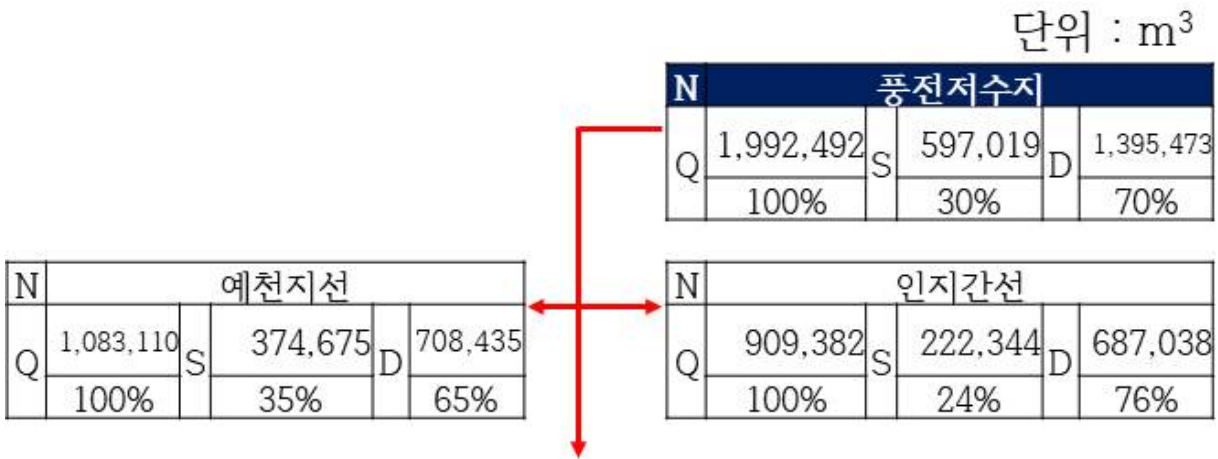 단위 : m³
N 풍전저수지
Q 1,992,492 S 597,019 D 1,395,473
100% 30% 70%
N 예천지선
Q 1,083,110 S 374,675 D 708,435
100% 35% 65%
N 인지간선
Q 909,382 S 222,344 D 687,038
100% 24% 76%